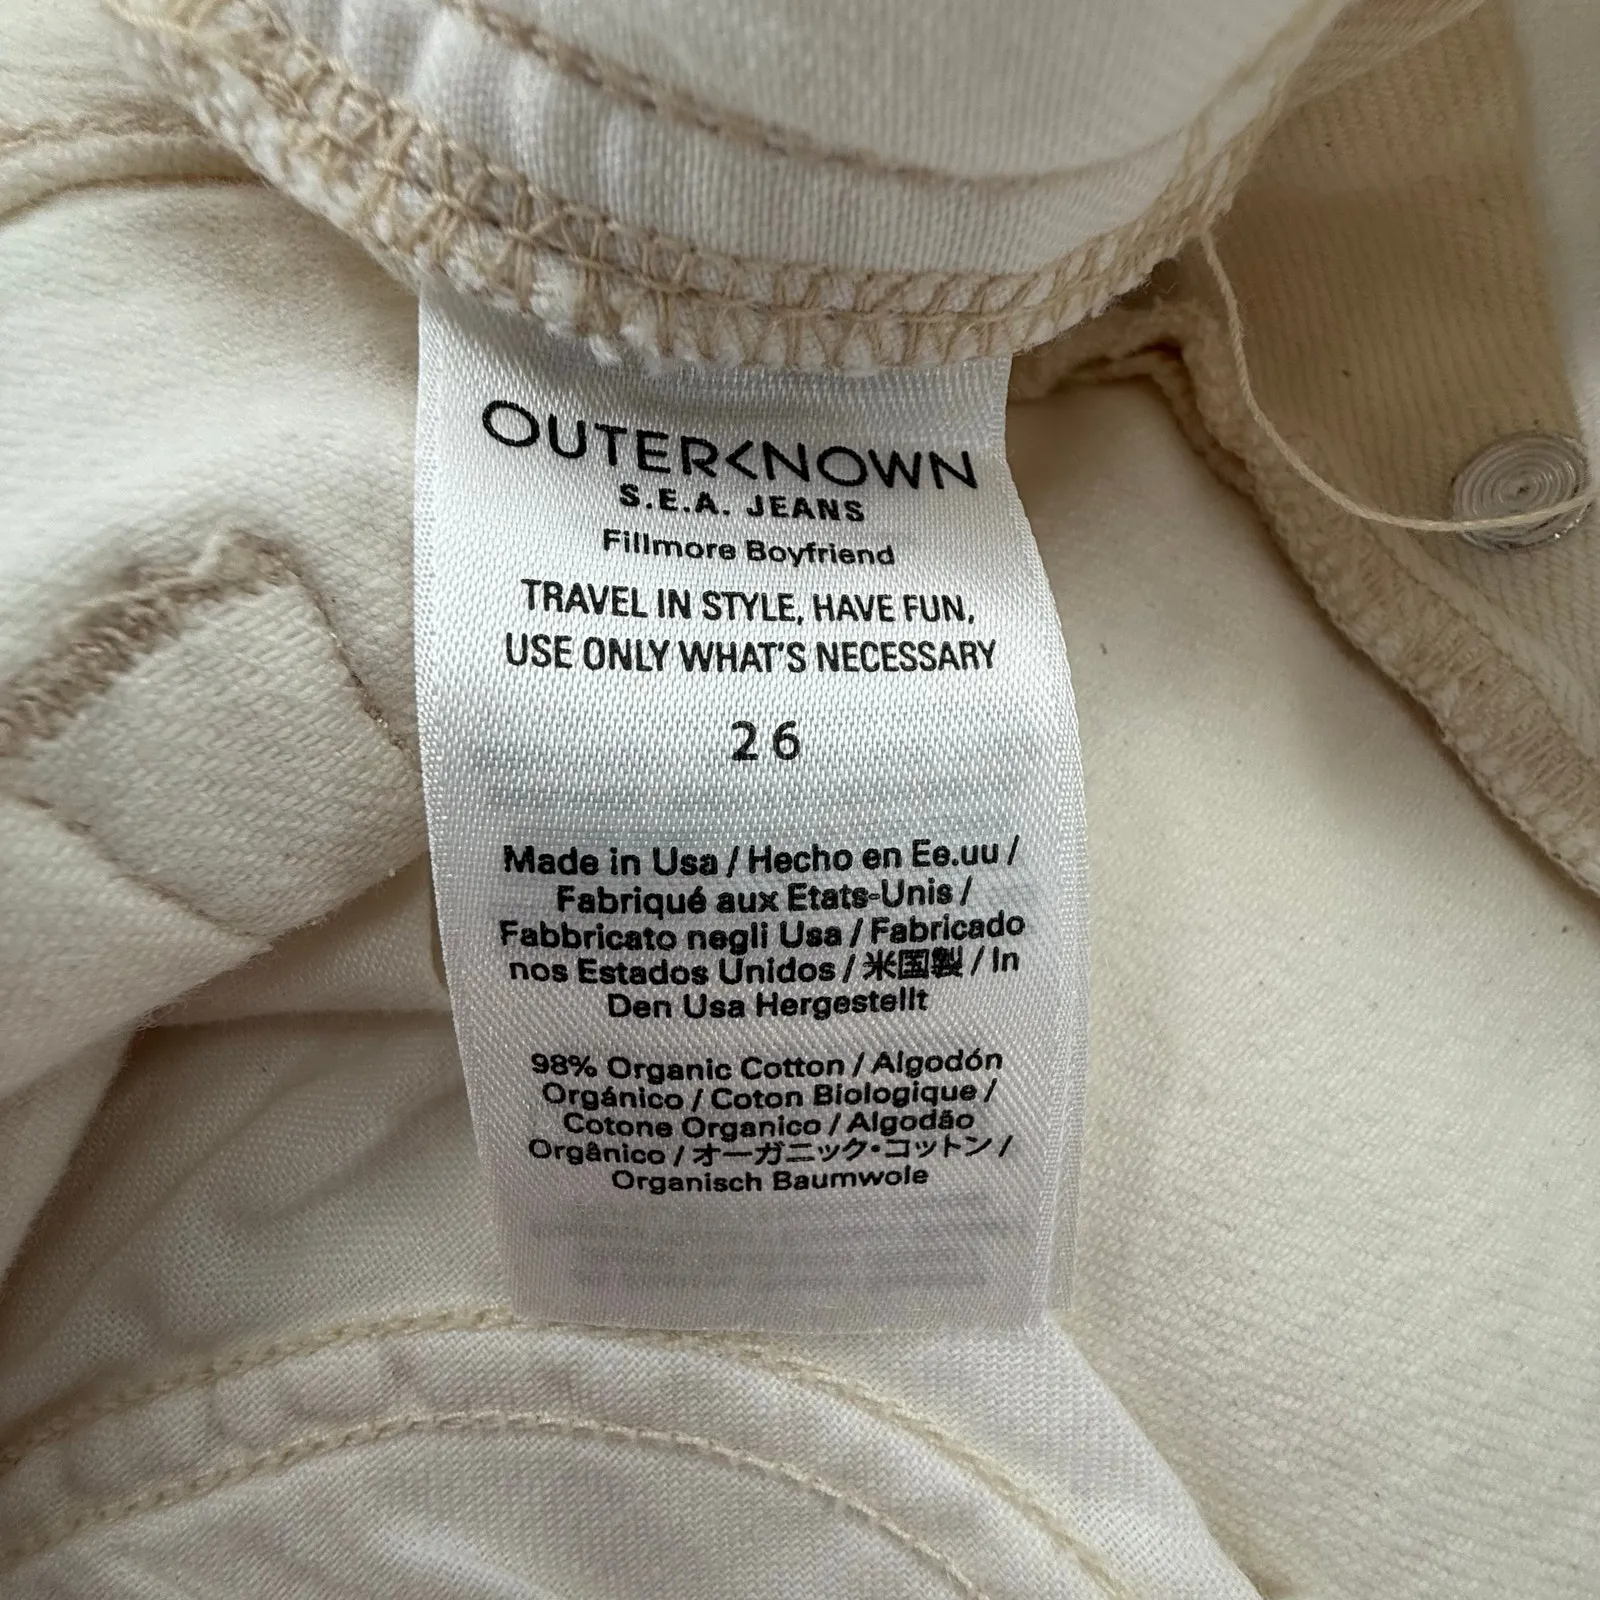 OUTERKNOWN
S.E.A. JEANS
Fillmore Boyfriend
TRAVEL IN STYLE, HAVE FUN,
USE ONLY WHAT'S NECESSARY
26
Made in Usa / Hecho en Ee.uu /
Fabriqué aux Etats-Unis /
Fabbricato negli Usa / Fabricado
nos Estados Unidos / 米国製 / In
Den Usa Hergestellt
98% Organic Cotton / Algodón
Orgánico / Coton Biologique /
Cotone Organico / Algodão
Orgânico / オーガニック・コットン /
Organisch Baumwole